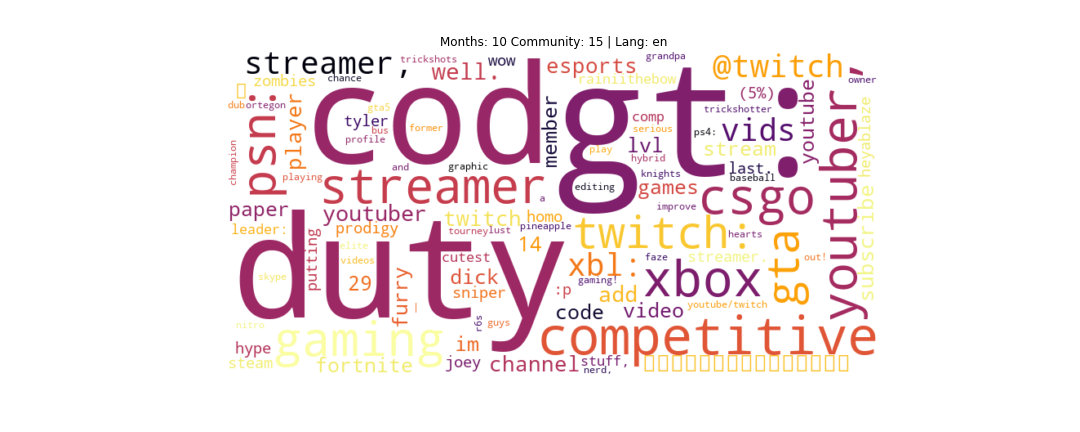 Months: 10 Community: 15 | Lang: en
streamer,
trickshots
wow
esports
grandpa
@twitch
well.
rainiithebow
owner
zombies
chance
(5%)
dub
ortegon
gta5
trickshotter
psn:
player
tyler
bus
former
profile
member
comp
serious
ps4:
vids
youtube
youtuber,
cod
gt:
play
lvl
hybrid
stream
champion
playing
and
graphic
knights
last.
baseball
heyablaze
streamer
editing
games
csgo
a
improve
subscribe
paper
youtuber
twitch
homo
pineapple
leader:
prodigy
tourney
lust
twitch:
hearts
duty
putting
elite
videos
14
cutest
faze
streamer.
out!
gta
skype
29
furry
dick
xbl:
gaming!
xbox
sniper
:p
add
youtube/twitch
code
video
nitro
gaming
r6s
guys
competitive
hype
im
steam
fortnite
joey
channel
stuff,
nerd,